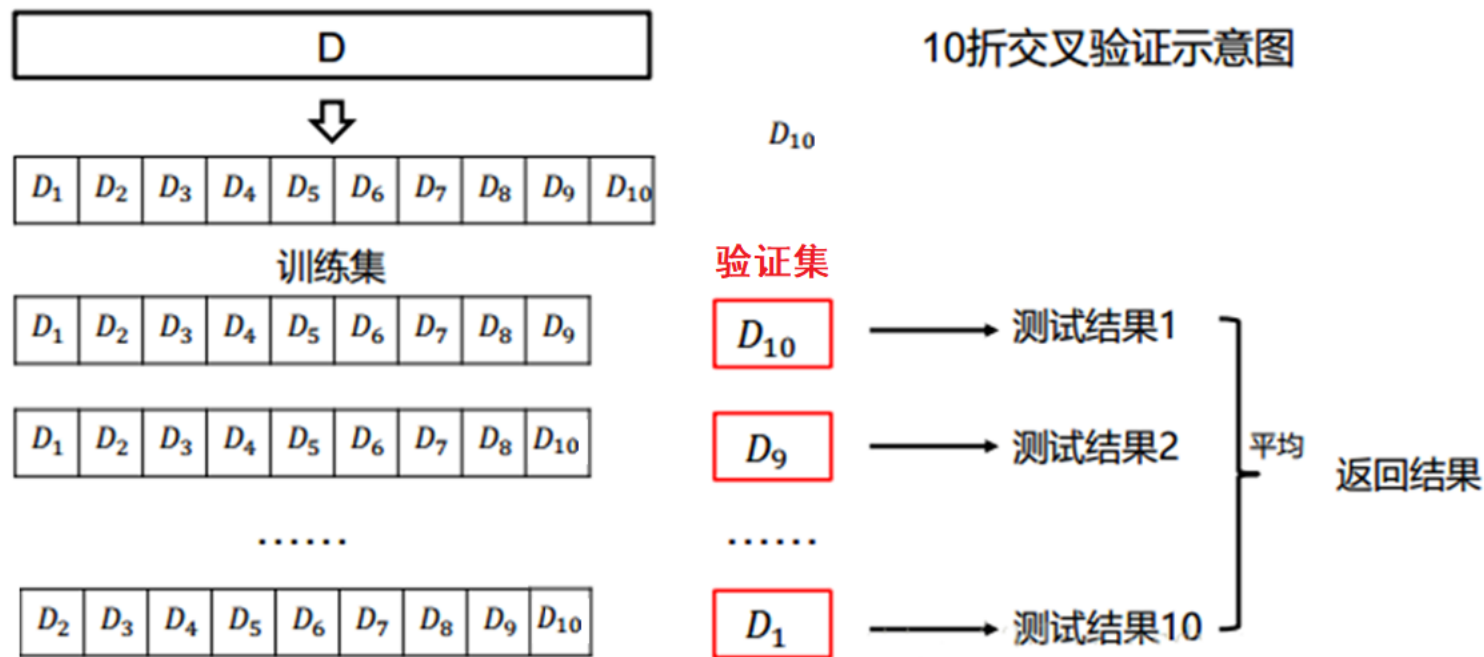 D
10折交叉验证示意图
D₁₀
D₁ D₂ D₃ D₄ D₅ D₆ D₇ D₈ D₉ D₁₀
训练集 验证集
D₁ D₂ D₃ D₄ D₅ D₆ D₇ D₈ D₉ D₁₀ 测试结果1
D₁ D₂ D₃ D₄ D₅ D₆ D₇ D₈ D₁₀ D₉ 测试结果2
平均
返回结果
…… ……
D₂ D₃ D₄ D₅ D₆ D₇ D₈ D₉ D₁₀ D₁ 测试结果10